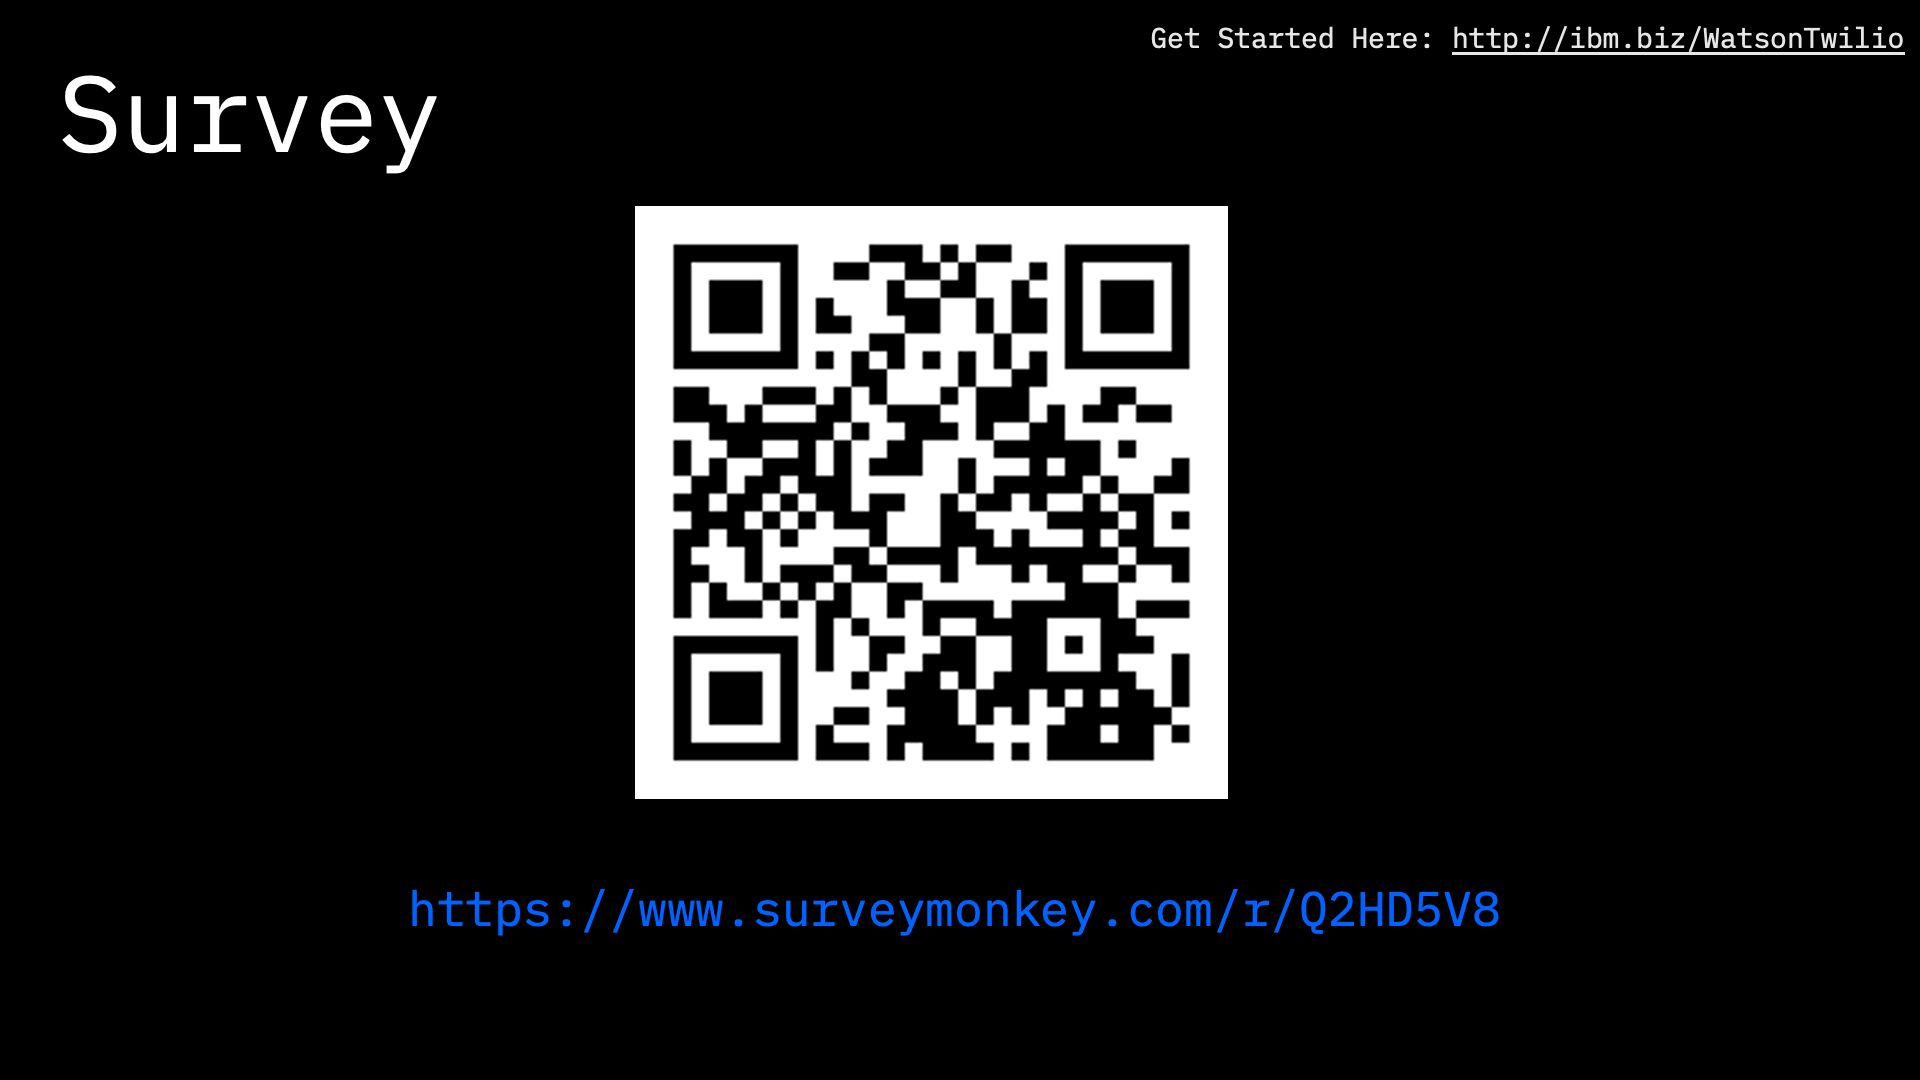 Get Started Here: http://ibm.biz/WatsonTwilio
Survey
https://www.surveymonkey.com/r/Q2HD5V8